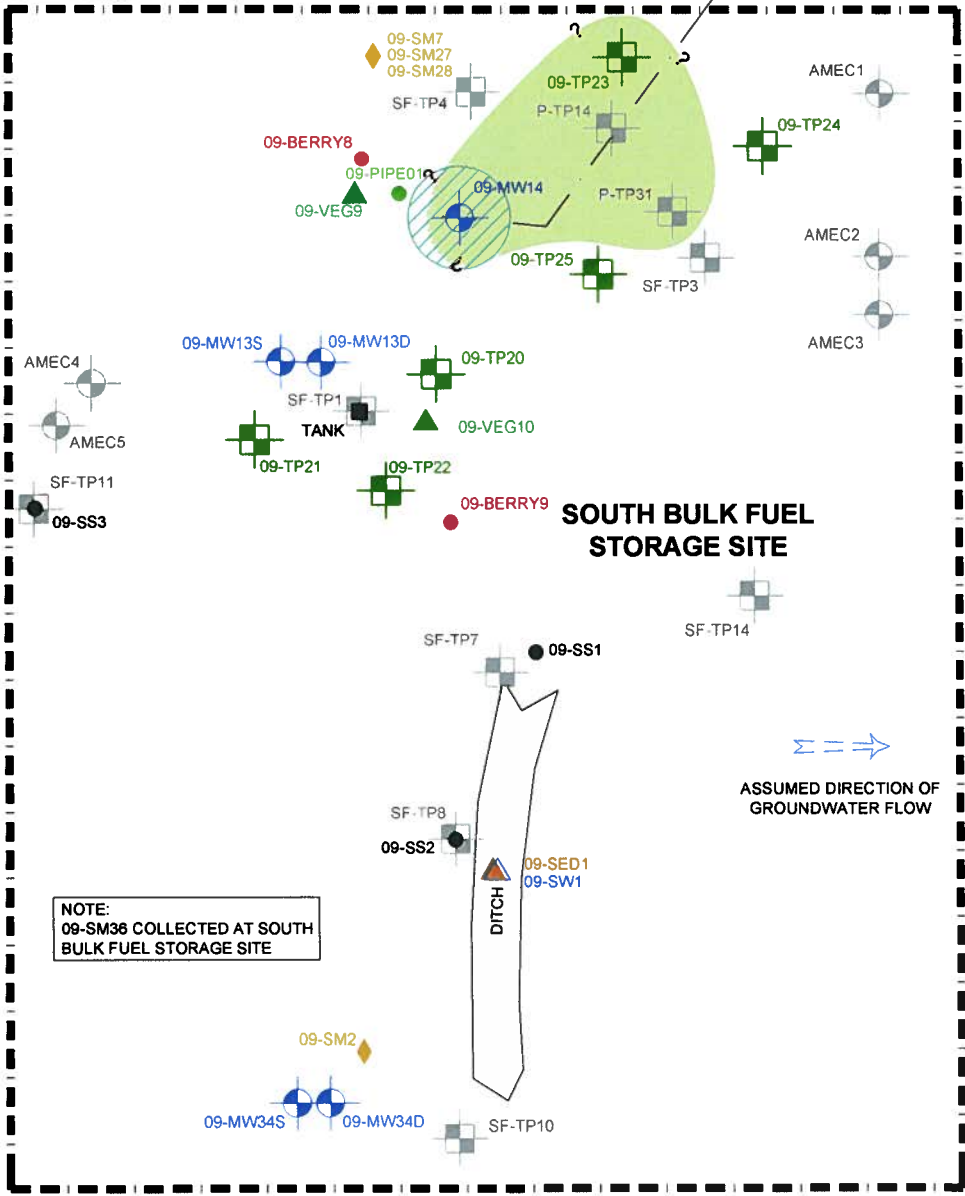 09-SM7
09-SM27
09-SM28
SF-TP4
09-TP23
?
?
AMEC1
P-TP14
09-TP24
09-BERRY8
09-PIPE01
?
09-MW14
09-VEG9
P-TP31
AMEC2
09-TP25
?
SF-TP3
AMEC3
09-MW13S
09-MW13D
AMEC4
09-TP20
SF-TP1
TANK
09-VEG10
AMEC5
09-TP21
09-TP22
SF-TP11
09-SS3
09-BERRY9
SOUTH BULK FUEL
STORAGE SITE
SF-TP14
SF-TP7
09-SS1
ASSUMED DIRECTION OF
GROUNDWATER FLOW
SF-TP8
09-SS2
09-SED1
09-SW1
DITCH
NOTE:
09-SM36 COLLECTED AT SOUTH
BULK FUEL STORAGE SITE
09-SM2
09-MW34S
09-MW34D
SF-TP10